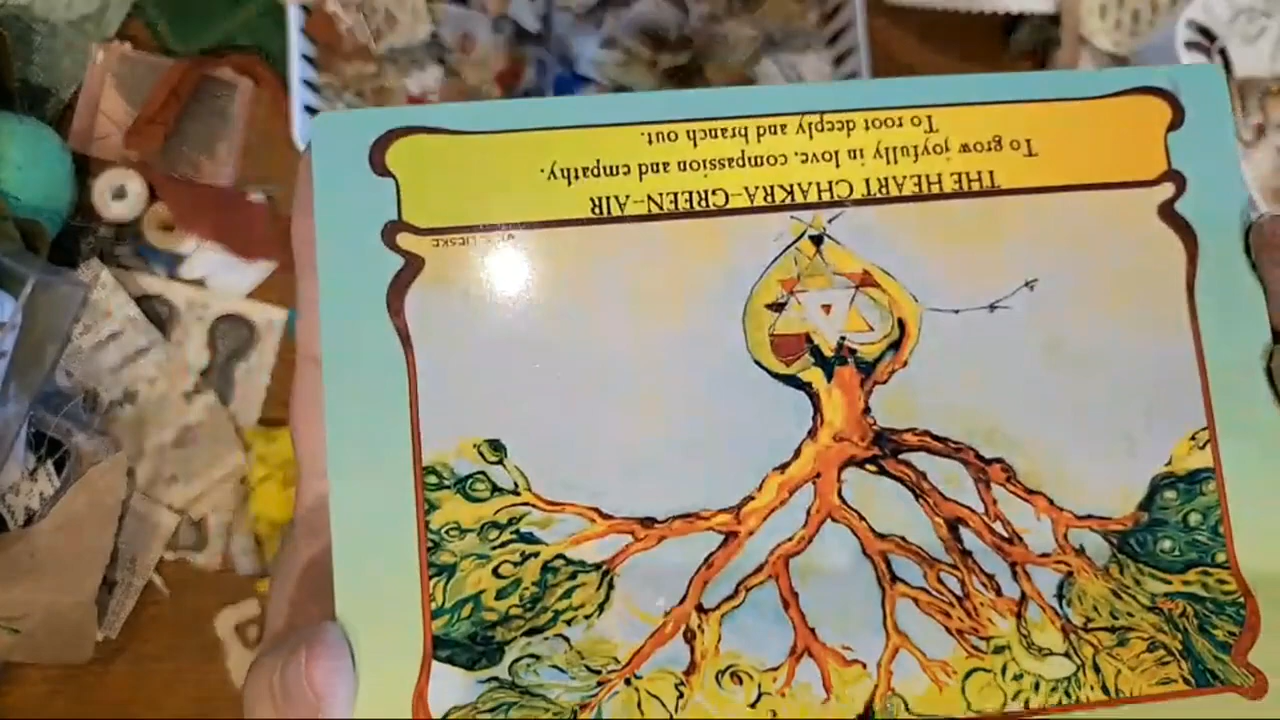 LIESKE
THE HEART CHAKRA–GREEN–AIR
To grow joyfully in love, compassion and empathy.
To root deeply and branch out.